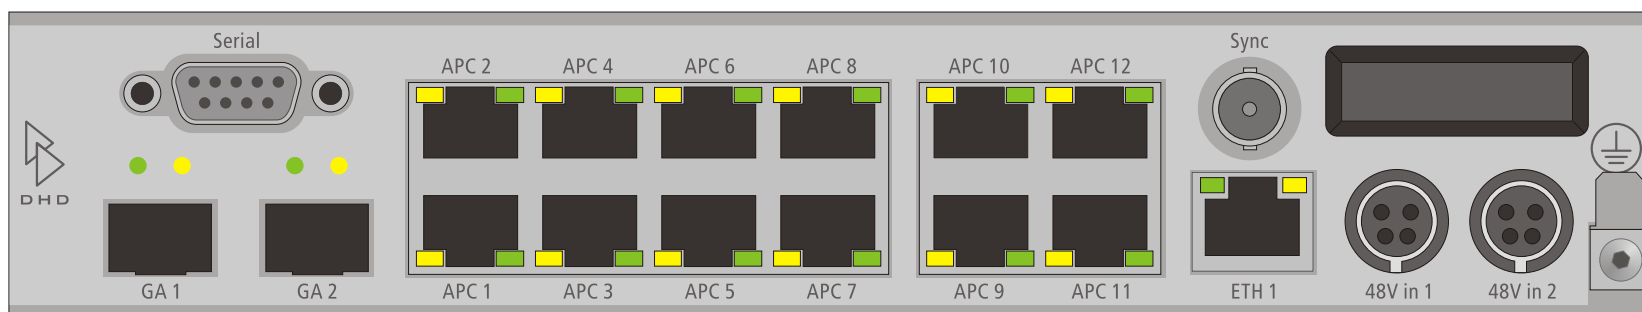 Serial
APC 2 APC 4 APC 6 APC 8 APC 10 APC 12
Sync
DHD
GA 1 GA 2 APC 1 APC 3 APC 5 APC 7 APC 9 APC 11 ETH 1 48V in 1 48V in 2